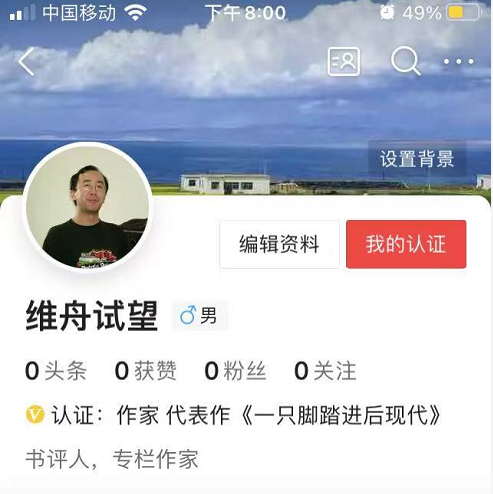 中国移动 下午8:00 49%
设置背景
编辑资料 我的认证
维舟试望 男
0头条 0获赞 0粉丝 0关注
认证：作家 代表作《一只脚踏进后现代》
书评人，专栏作家